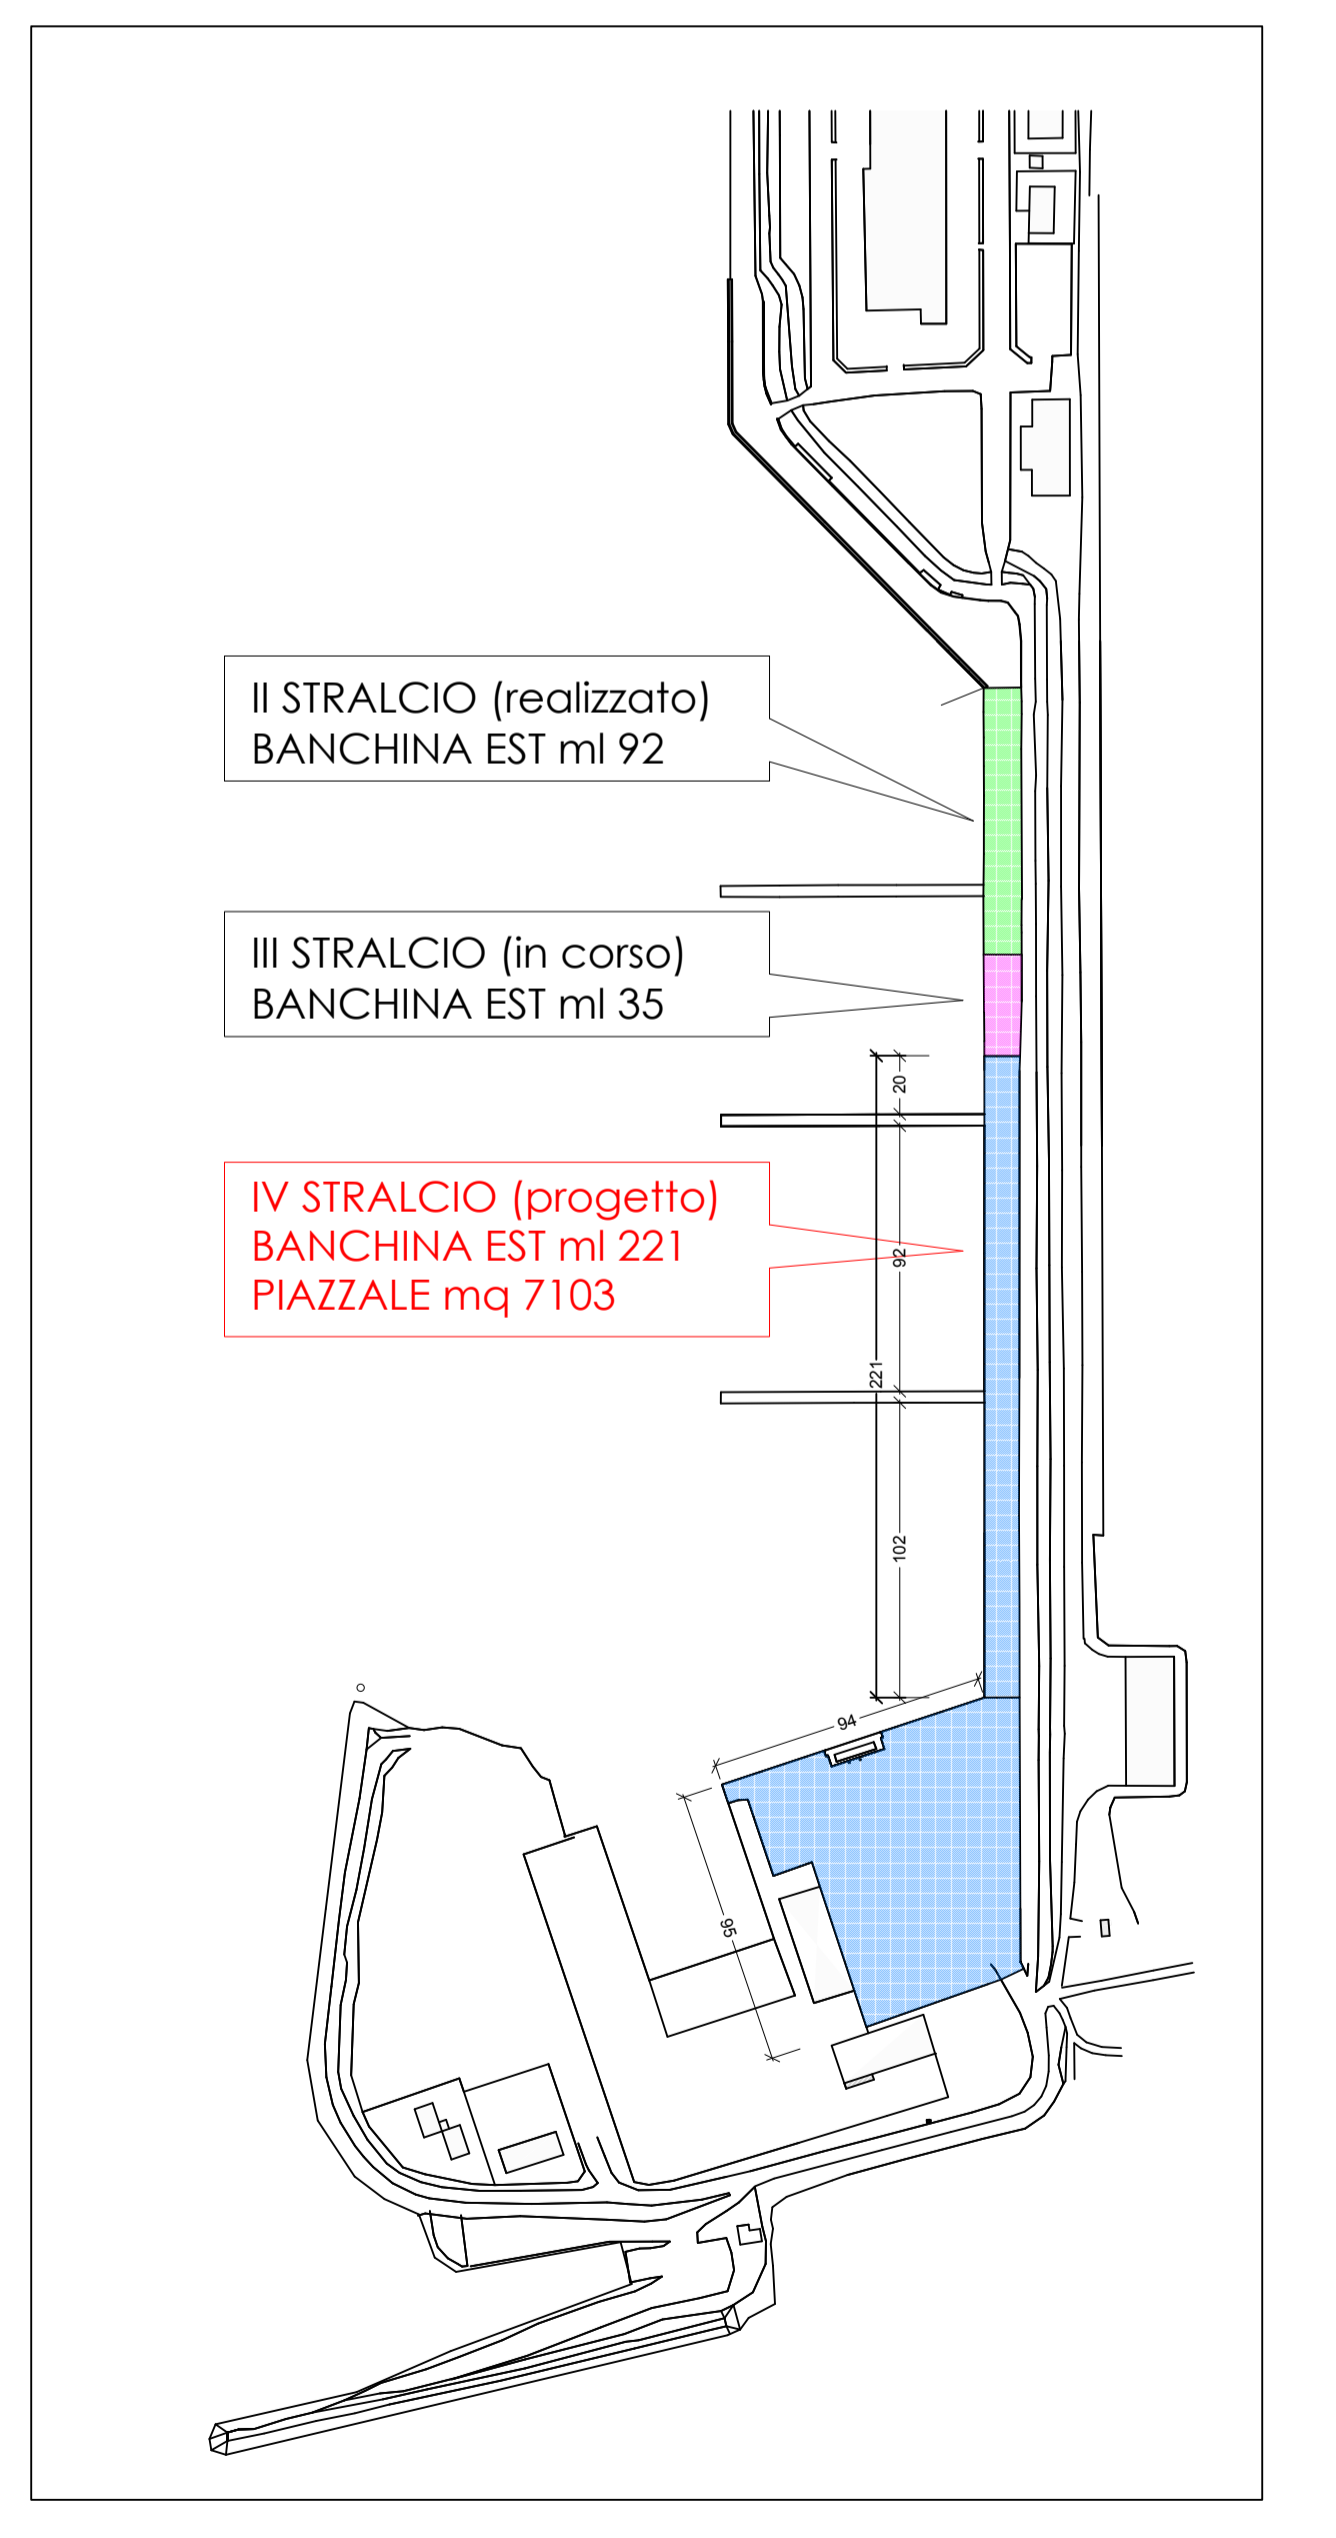 II STRALCIO (realizzato)
BANCHINA EST ml 92
III STRALCIO (in corso)
BANCHINA EST ml 35
20
IV STRALCIO (progetto)
BANCHINA EST ml 221
PIAZZALE mq 7103
92
221
102
94
95